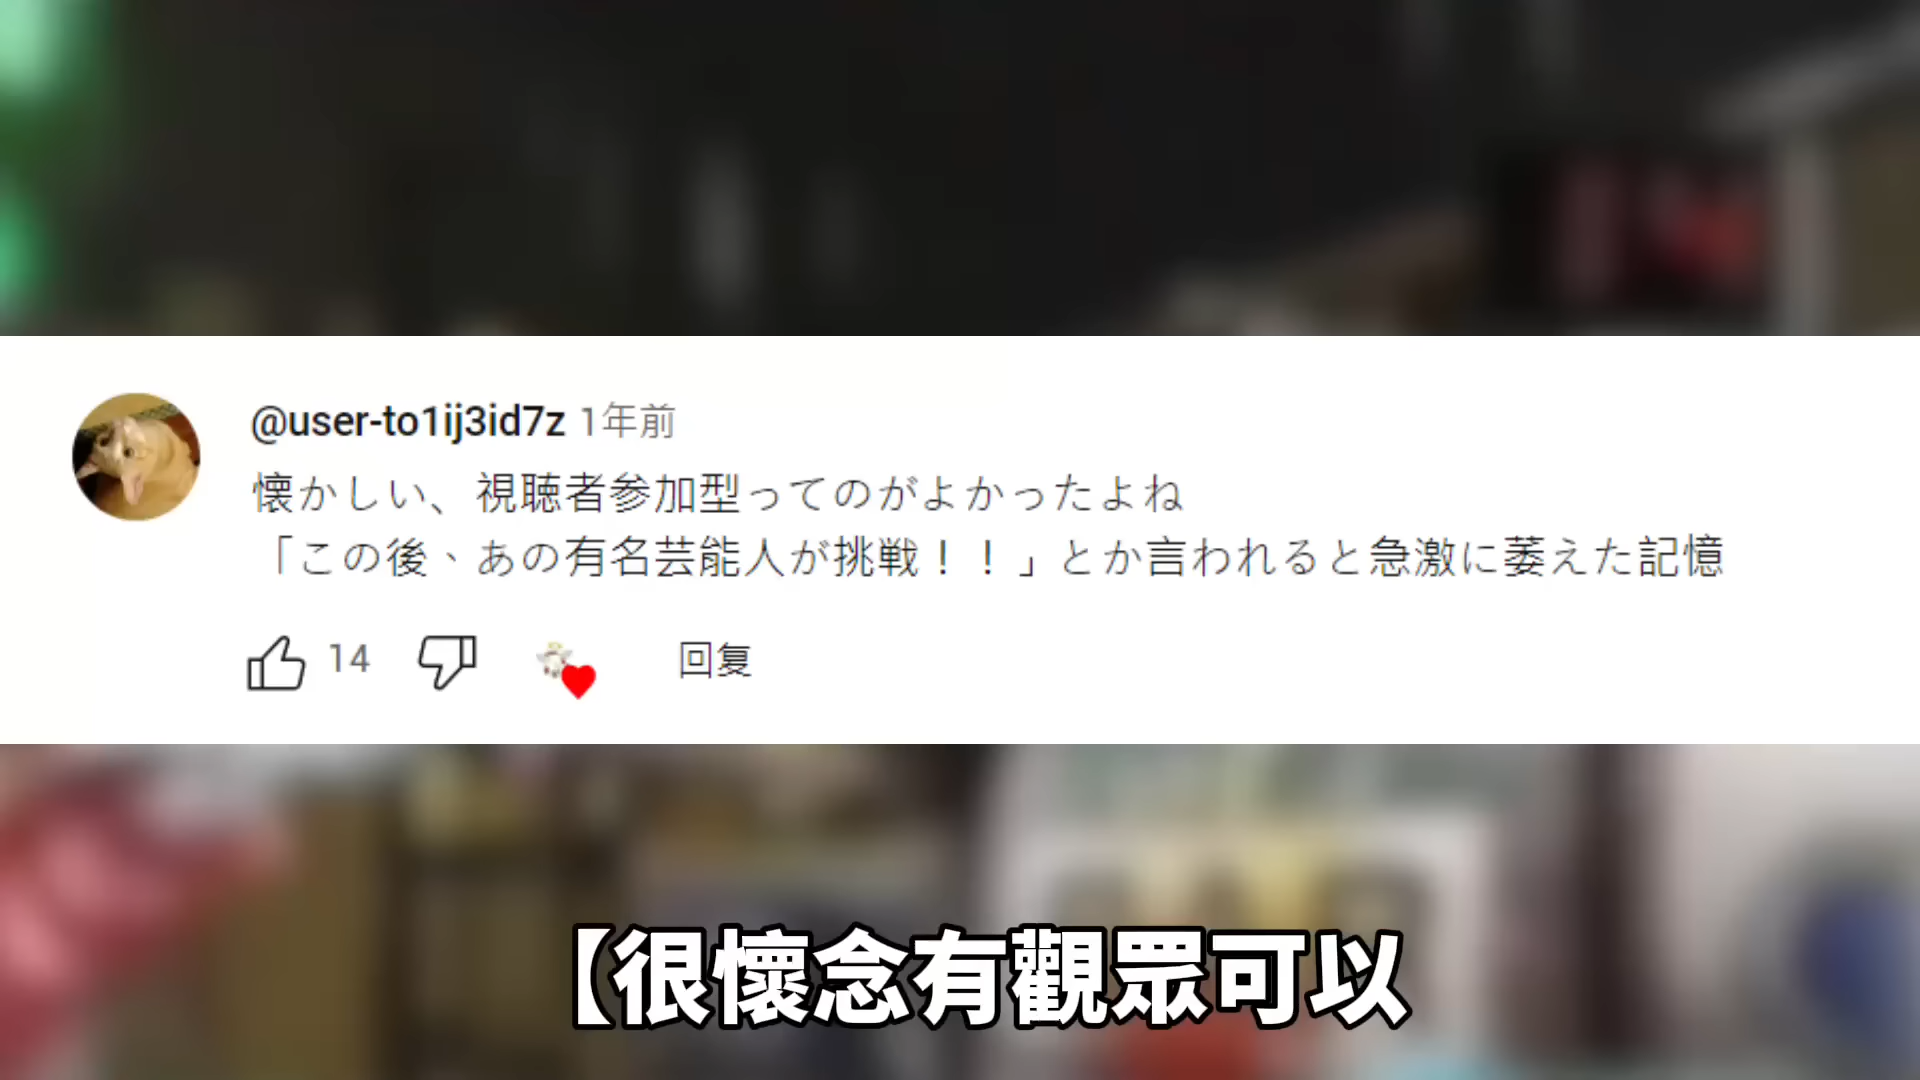 @user-to1ij3id7z 1年前
懐かしい、視聴者参加型ってのがよかったよね
「この後、あの有名芸能人が挑戦！！」とか言われると急激に萎えた記憶
14 回复
【很懷念有觀眾可以